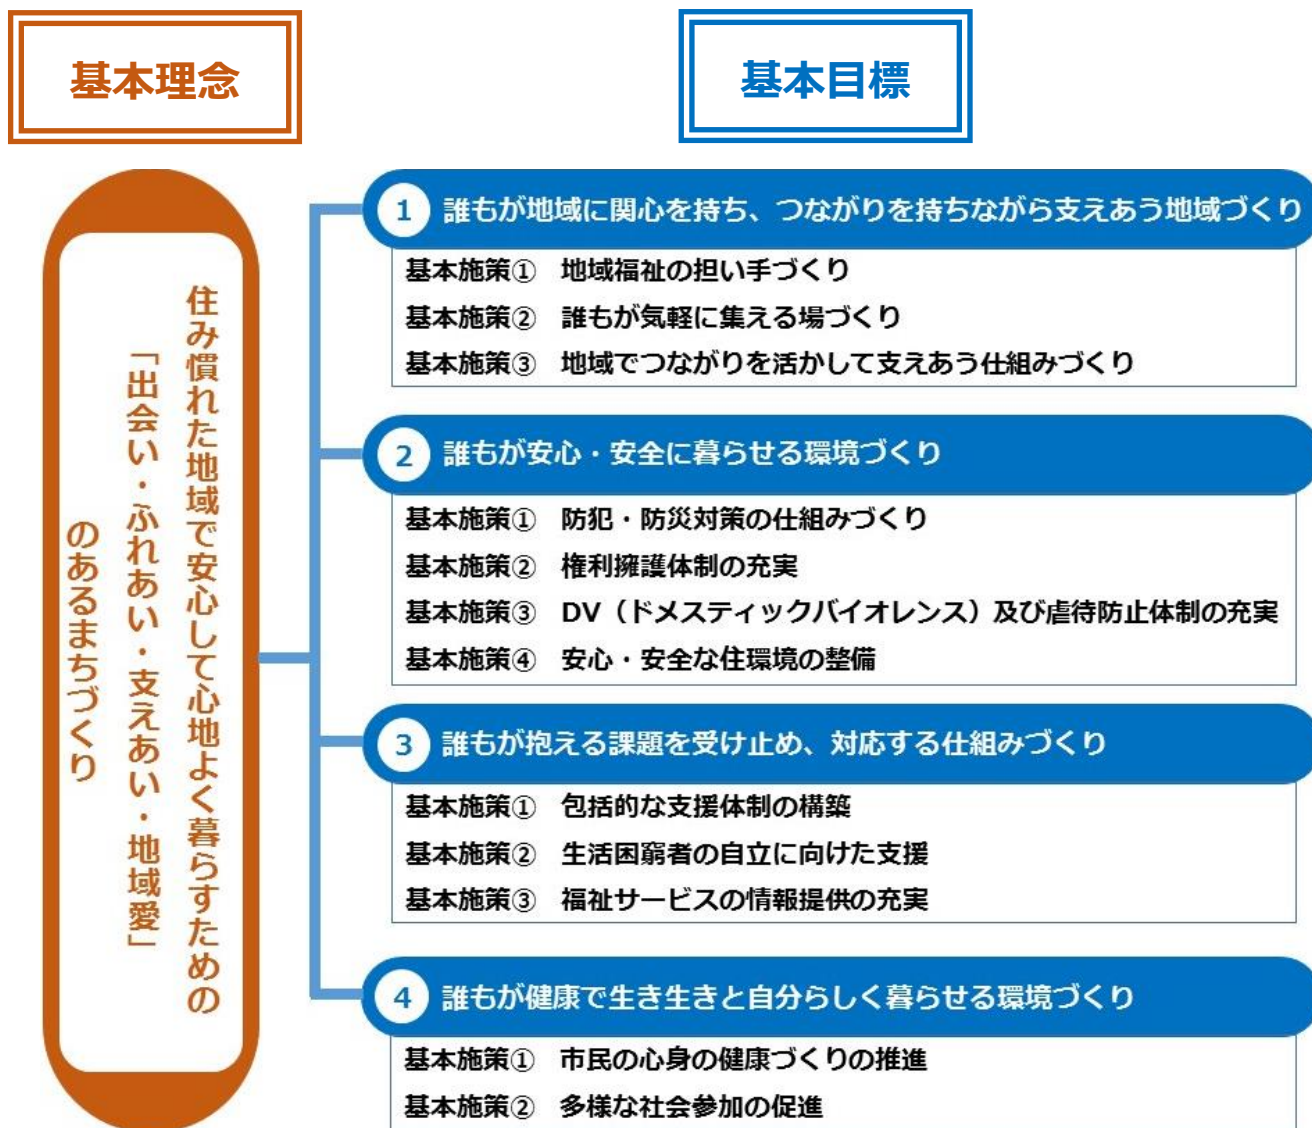 基本理念
基本目標
住み慣れた地域で安心して心地よく暮らすための
「出会い・ふれあい・支えあい・地域愛」
のあるまちづくり
1 誰もが地域に関心を持ち、つながりを持ちながら支えあう地域づくり
基本施策① 地域福祉の担い手づくり
基本施策② 誰もが気軽に集える場づくり
基本施策③ 地域でつながりを活かして支えあう仕組みづくり
2 誰もが安心・安全に暮らせる環境づくり
基本施策① 防犯・防災対策の仕組みづくり
基本施策② 権利擁護体制の充実
基本施策③ DV（ドメスティックバイオレンス）及び虐待防止体制の充実
基本施策④ 安心・安全な住環境の整備
3 誰もが抱える課題を受け止め、対応する仕組みづくり
基本施策① 包括的な支援体制の構築
基本施策② 生活困窮者の自立に向けた支援
基本施策③ 福祉サービスの情報提供の充実
4 誰もが健康で生き生きと自分らしく暮らせる環境づくり
基本施策① 市民の心身の健康づくりの推進
基本施策② 多様な社会参加の促進